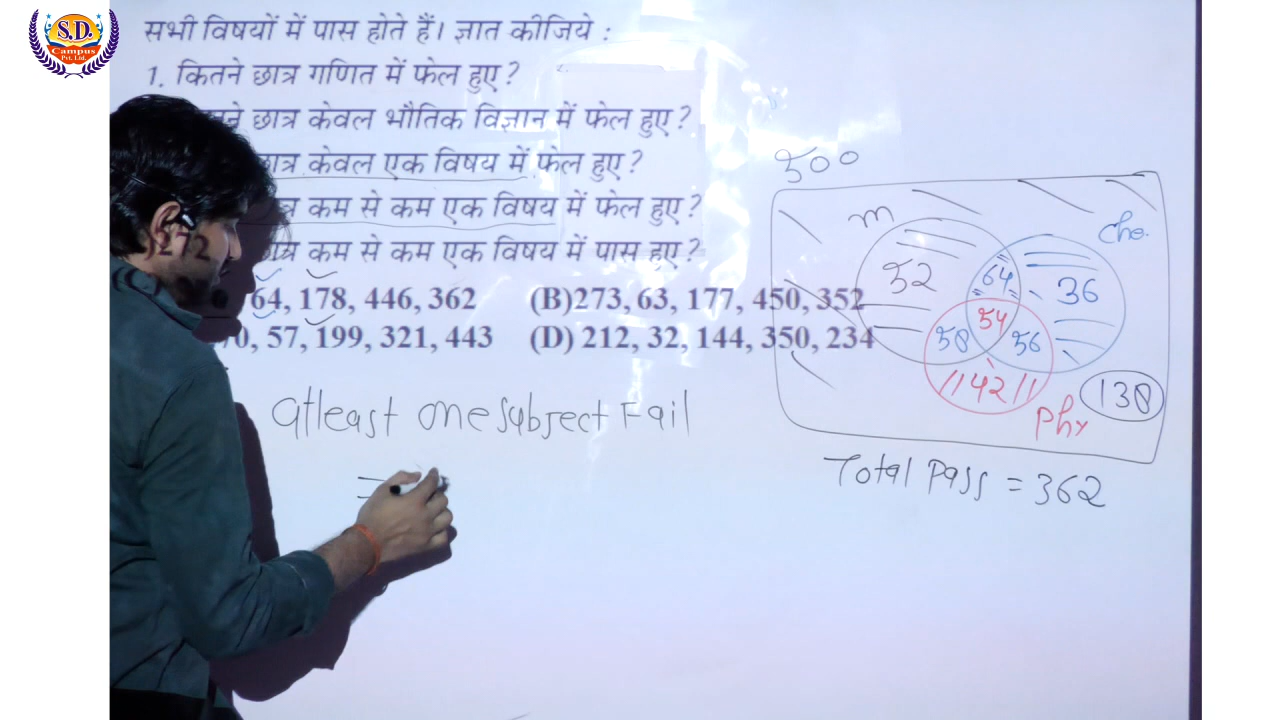 S.D.
Campus
Pvt. Ltd.
सभी विषयों में पास होते हैं। ज्ञात कीजिये :
1. कितने छात्र गणित में फेल हुए?
छात्र केवल भौतिक विज्ञान में फेल हुए?
छात्र केवल एक विषय में फेल हुए?
कम से कम एक विषय में फेल हुए?
कम से कम एक विषय में पास हुए?
64, 178, 446, 362 (B)273, 63, 177, 450, 352
57, 199, 321, 443 (D) 212, 32, 144, 350, 234
atleast one subject Fail
=
500
m
Che.
52
64
36
54
58
56
142
138
Phy
Total Pass = 362